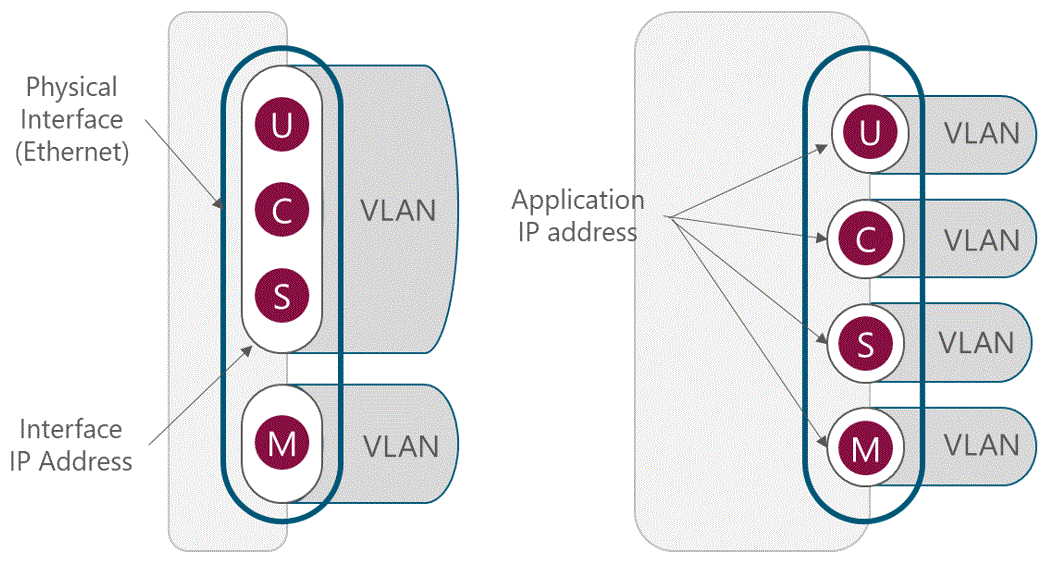 Physical
Interface
(Ethernet)
U
C
S
VLAN
Interface
IP Address
M
VLAN
Application
IP address
U
VLAN
C
VLAN
S
VLAN
M
VLAN